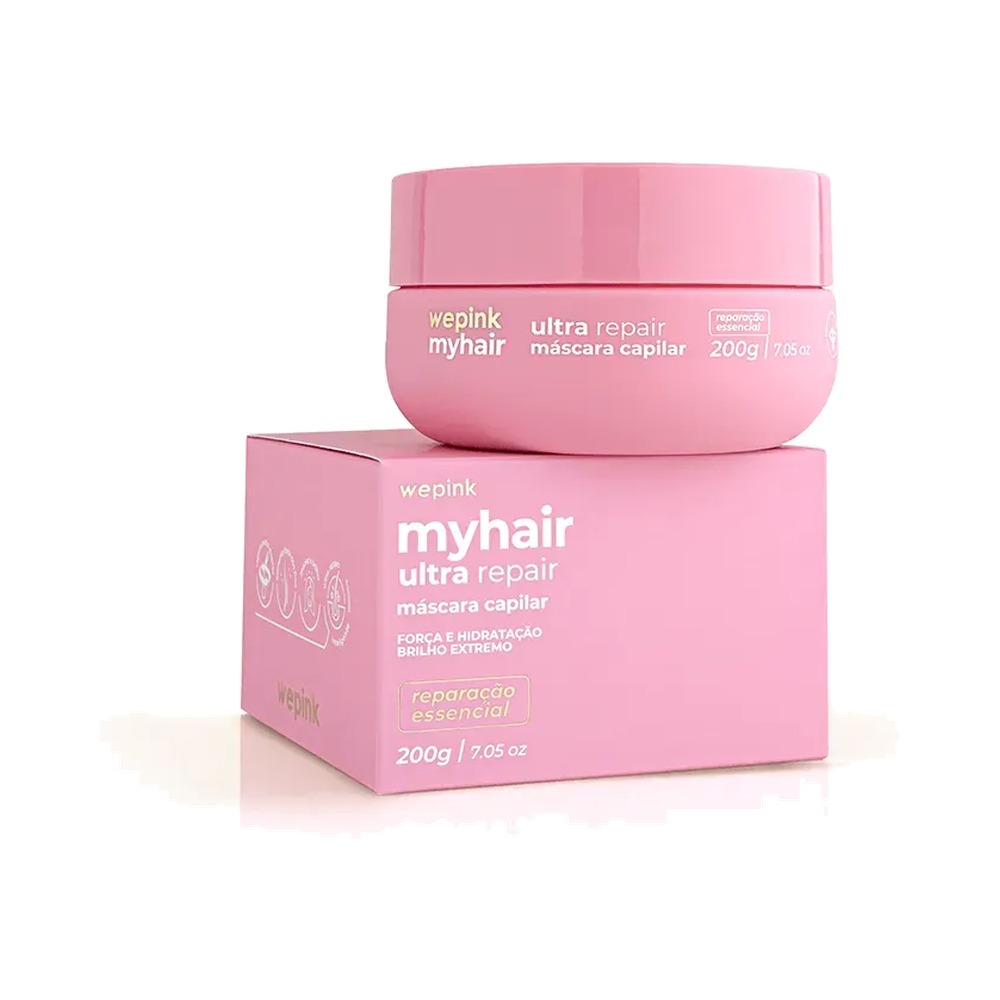 wepink
myhair
ultra repair
máscara capilar
reparação
essencial
200g | 7.05 oz
wepink
myhair
ultra repair
máscara capilar
FORÇA E HIDRATAÇÃO
BRILHO EXTREMO
reparação
essencial
200g | 7.05 oz
wepink